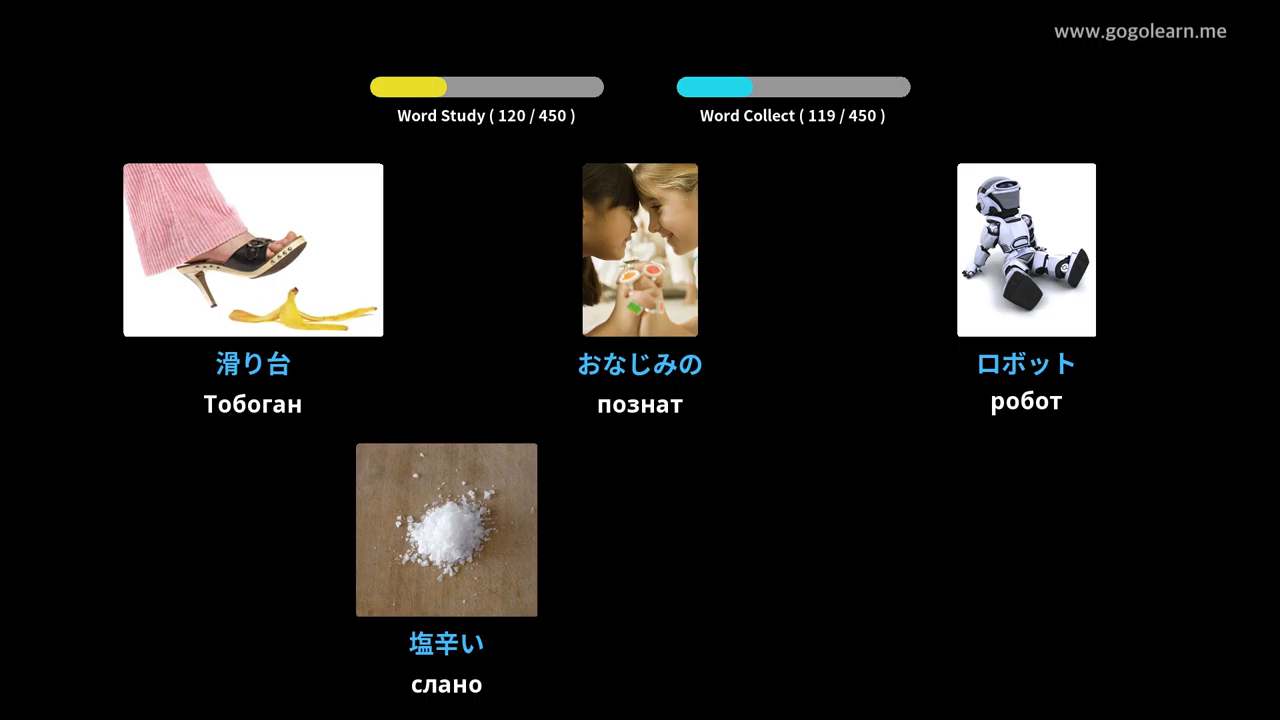 www.gogolearn.me
Word Study ( 120 / 450 )
Word Collect ( 119 / 450 )
滑り台
Тобоган
おなじみの
познат
ロボット
робот
塩辛い
слано